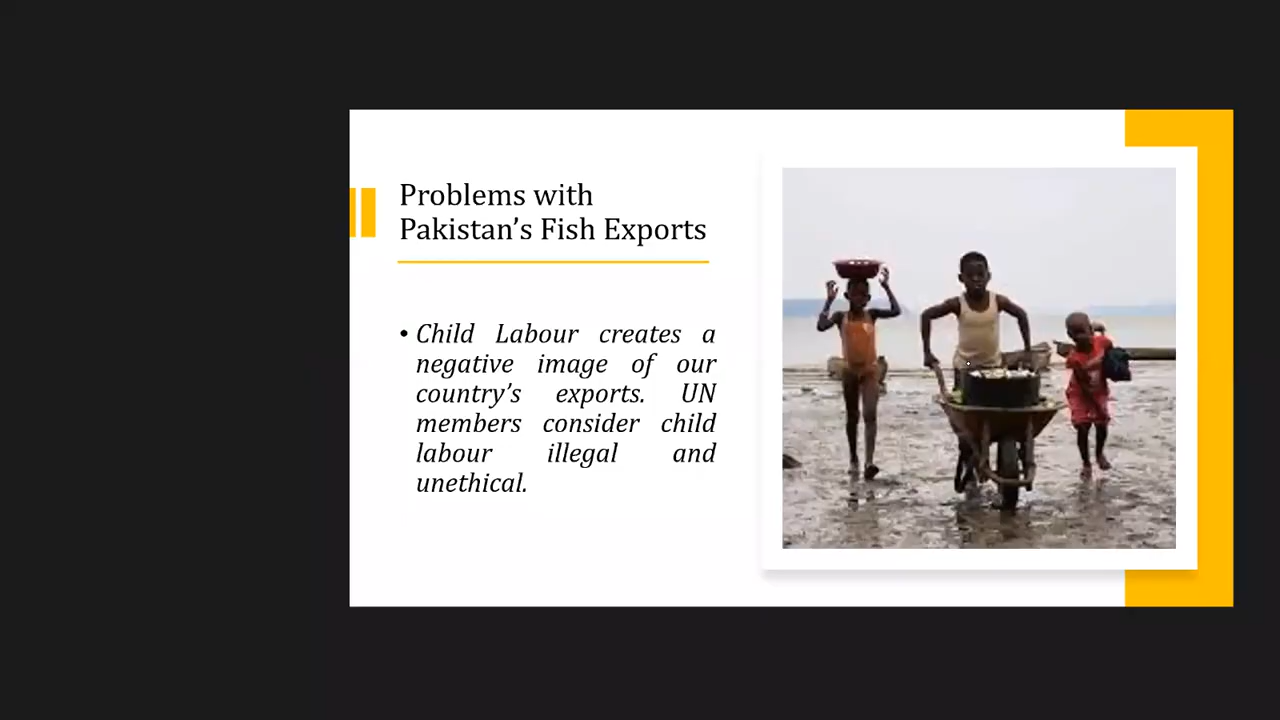 Problems with
Pakistan’s Fish Exports
• Child Labour creates a
negative image of our
country’s exports. UN
members consider child
labour illegal and
unethical.